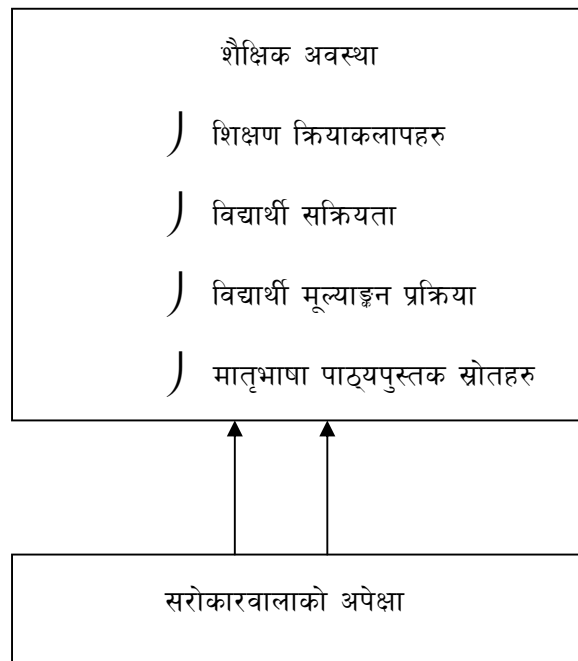 शैक्षिक अवस्था
शिक्षण क्रियाकलापहरु
विद्यार्थी सक्रियता
विद्यार्थी मूल्याङ्कन प्रक्रिया
मातृभाषा पाठ्यपुस्तक स्रोतहरु
सरोकारवालाको अपेक्षा